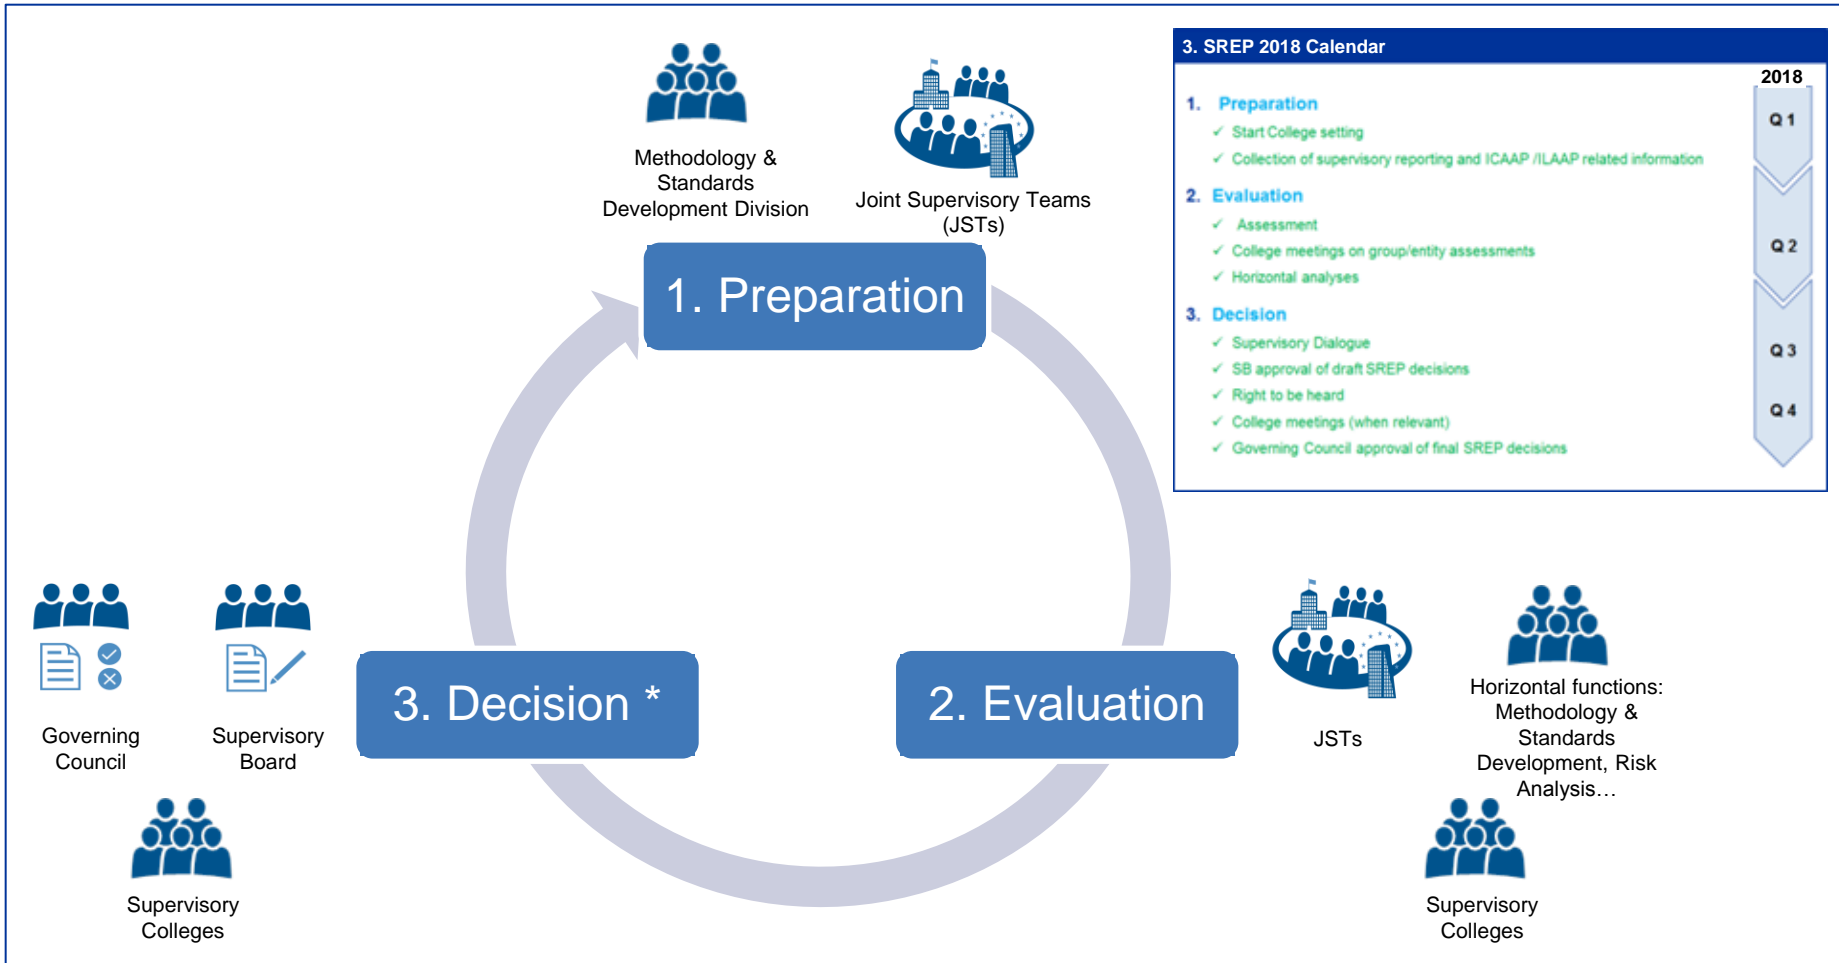 3. SREP 2018 Calendar
2018
1. Preparation
✓ Start College setting
✓ Collection of supervisory reporting and ICAAP /ILAAP related information
2. Evaluation
✓ Assessment
✓ College meetings on group/entity assessments
✓ Horizontal analyses
3. Decision
✓ Supervisory Dialogue
✓ SB approval of draft SREP decisions
✓ Right to be heard
✓ College meetings (when relevant)
✓ Governing Council approval of final SREP decisions
Q 1
Q 2
Q 3
Q 4
Methodology &
Standards
Development Division
Joint Supervisory Teams
(JSTs)
1. Preparation
2. Evaluation
JSTs
Horizontal functions:
Methodology &
Standards
Development, Risk
Analysis…
Supervisory
Colleges
3. Decision *
Governing
Council
Supervisory
Board
Supervisory
Colleges